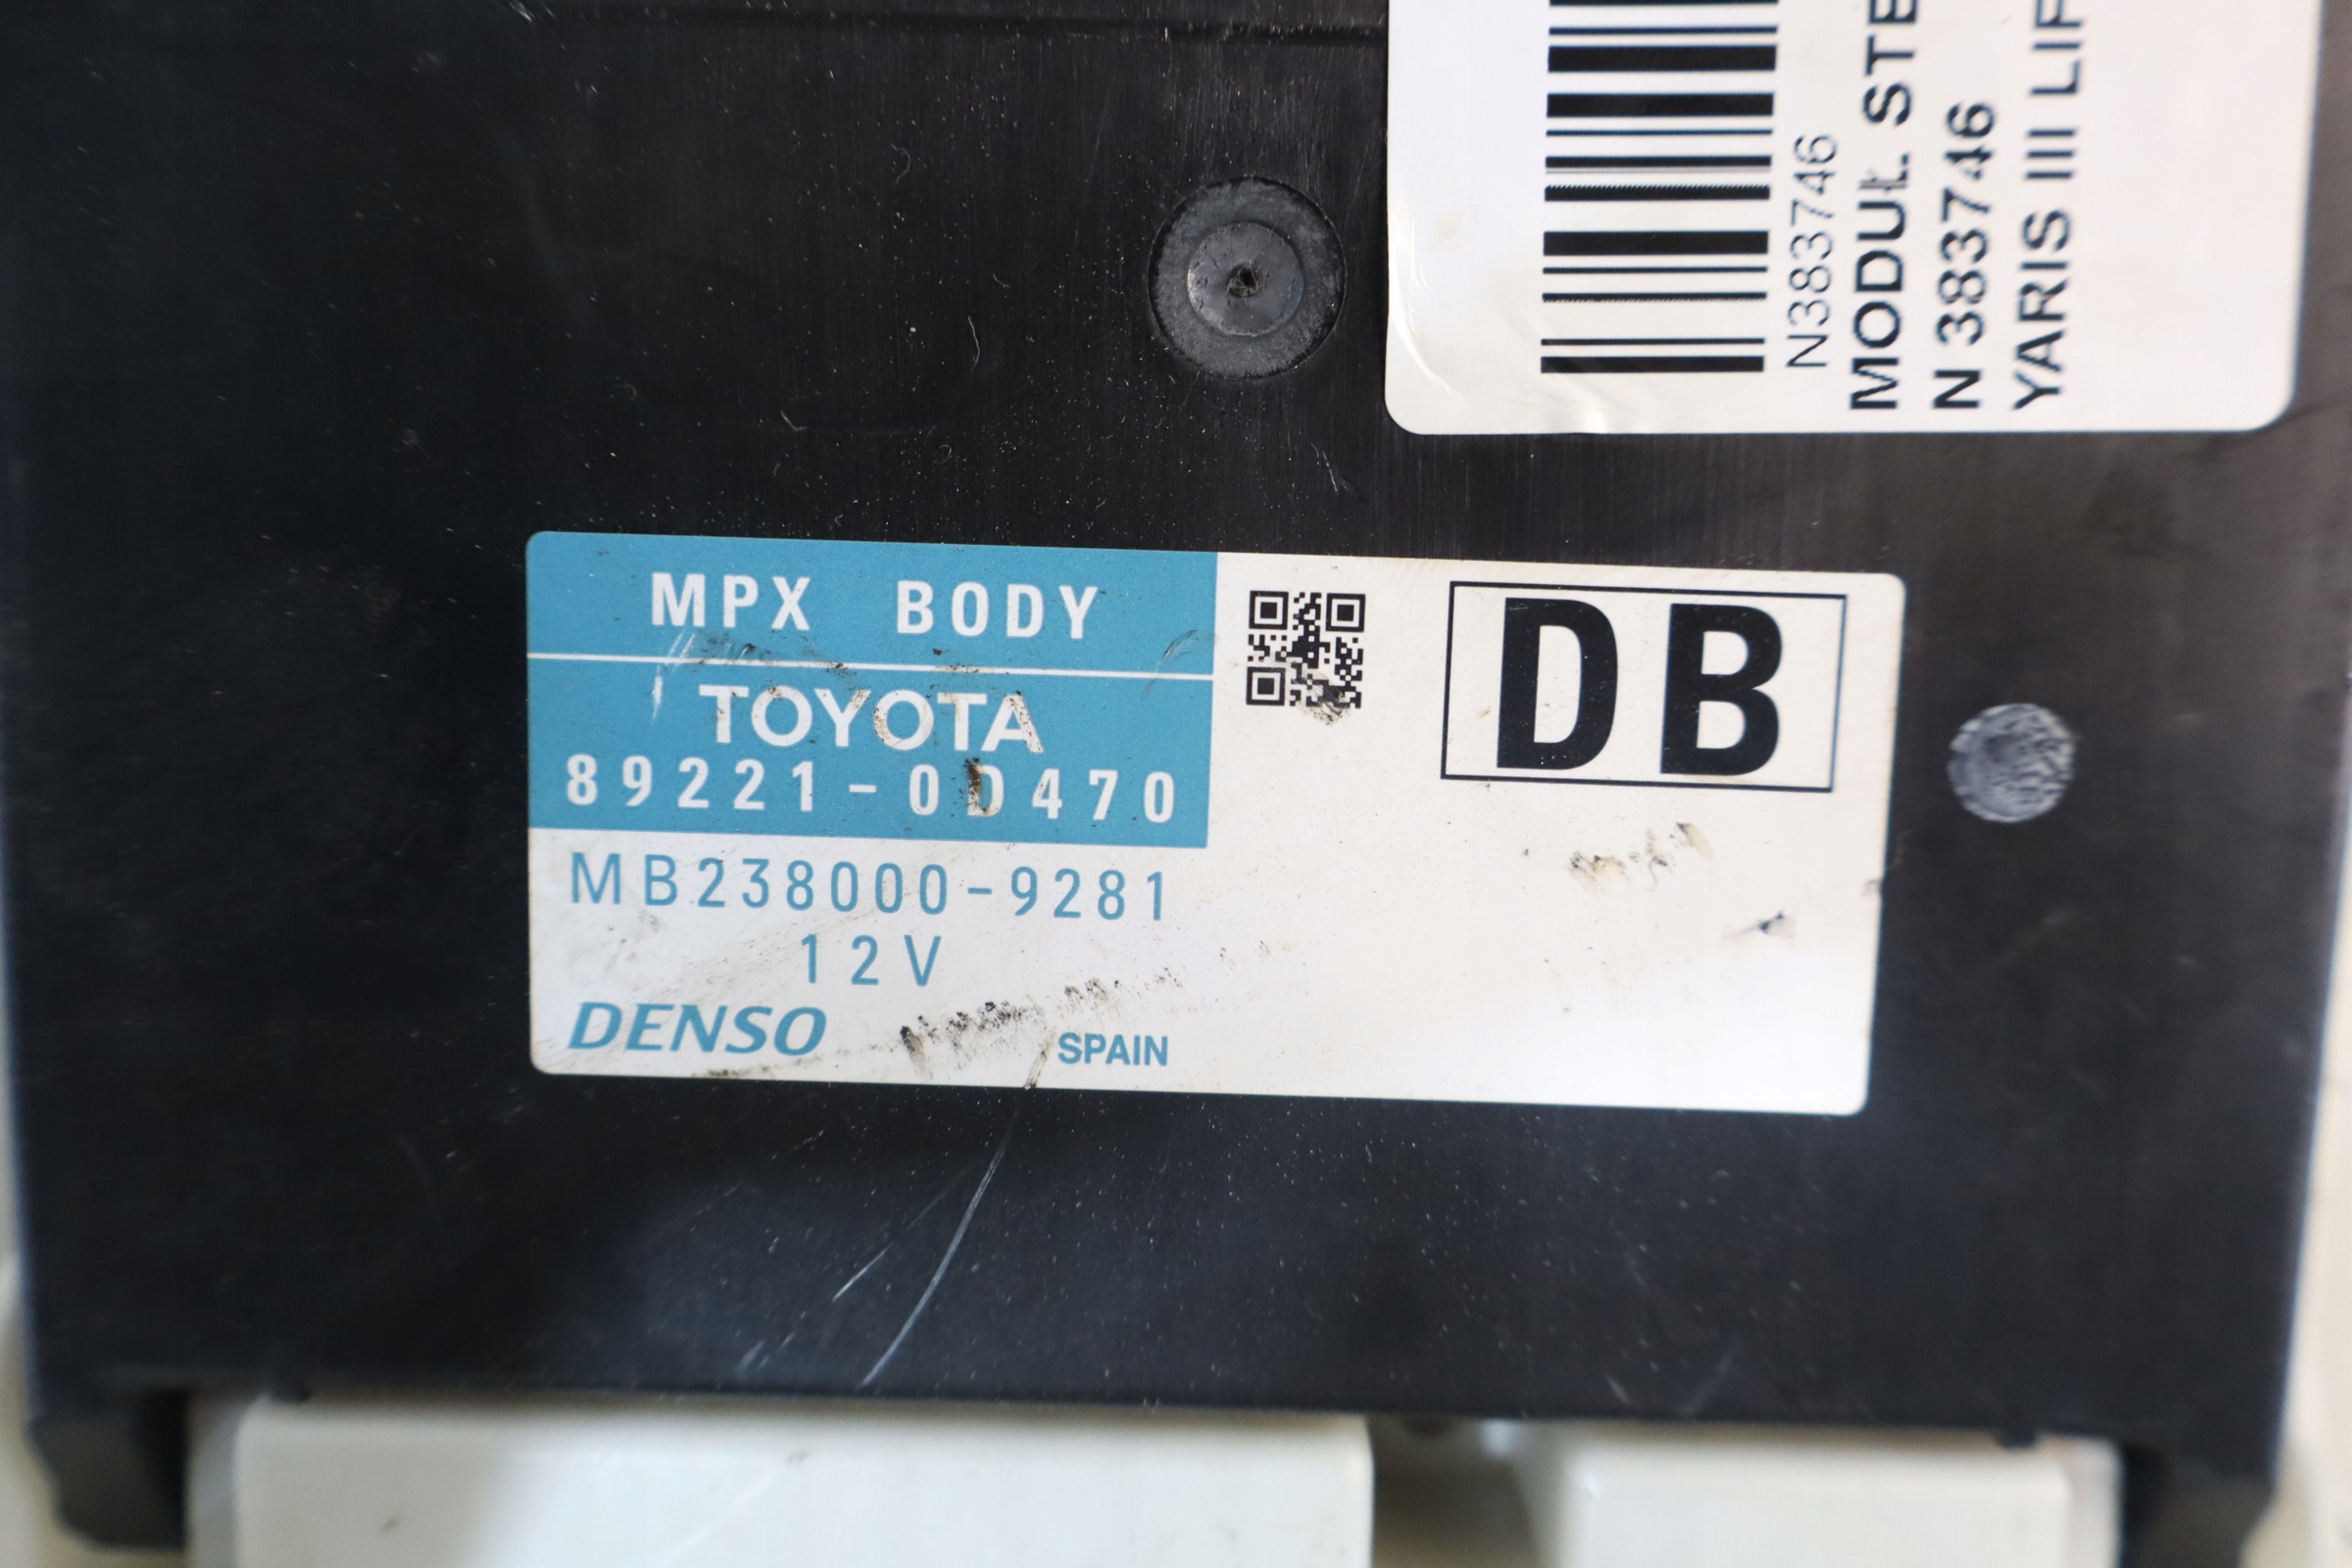 N383746
MODUŁ STE
N 383746
YARIS III LIF
MPX BODY
TOYOTA
89221-0D470
MB238000-9281
12V
DENSO
SPAIN
DB